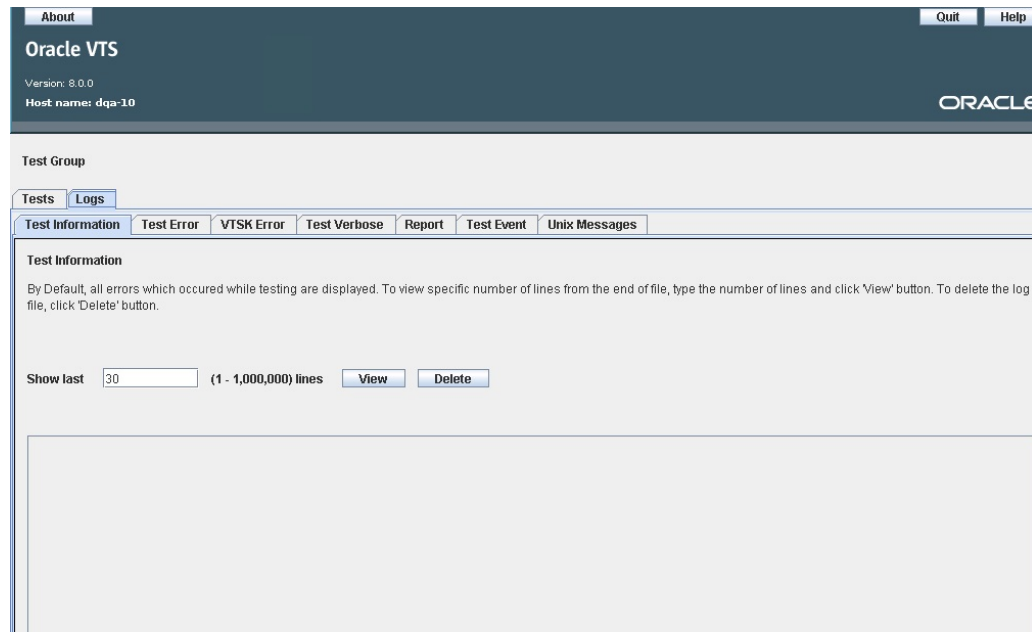 About Quit Help
Oracle VTS
Version: 8.0.0
Host name: dqa-10
ORACLE
Test Group
Tests Logs
Test Information Test Error VTSK Error Test Verbose Report Test Event Unix Messages
Test Information
By Default, all errors which occured while testing are displayed. To view specific number of lines from the end of file, type the number of lines and click 'View' button. To delete the log
file, click 'Delete' button.
Show last 30 (1 - 1,000,000) lines View Delete